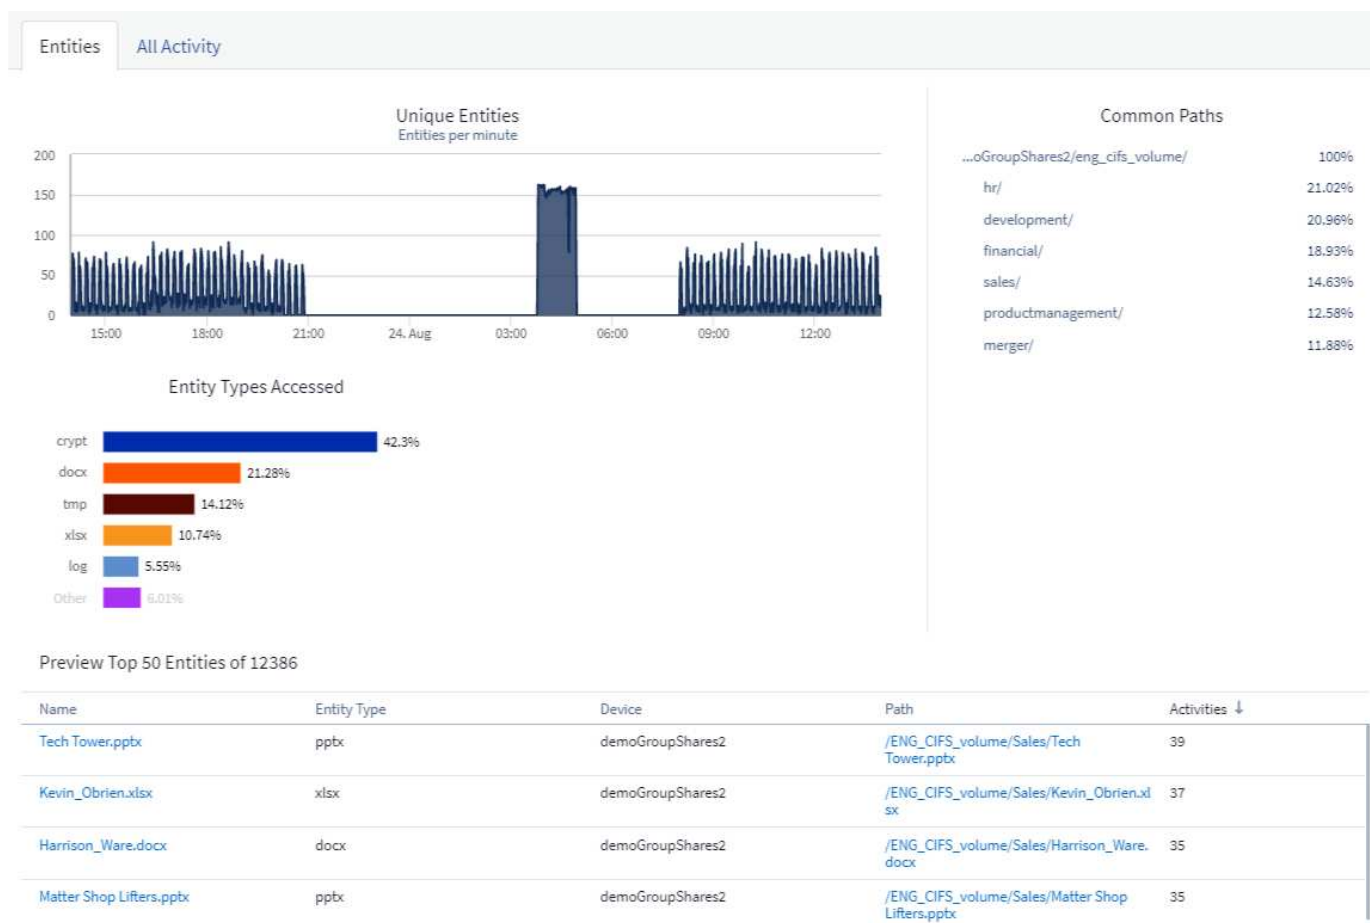 Entities All Activity
Unique Entities
Entities per minute
200
150
100
50
0
15:00 18:00 21:00 24. Aug 03:00 06:00 09:00 12:00
Common Paths
...oGroupShares2/eng_cifs_volume/ 100%
hr/ 21.02%
development/ 20.96%
financial/ 18.93%
sales/ 14.63%
productmanagement/ 12.58%
merger/ 11.88%
Entity Types Accessed
crypt 42.3%
docx 21.28%
tmp 14.12%
xlsx 10.74%
log 5.55%
Other 6.01%
Preview Top 50 Entities of 12386
Name Entity Type Device Path Activities ↓
Tech Tower.pptx pptx demoGroupShares2 /ENG_CIFS_volume/Sales/Tech 39
Tower.pptx
Kevin_Obrien.xlsx xlsx demoGroupShares2 /ENG_CIFS_volume/Sales/Kevin_Obrien.xl 37
sx
Harrison_Ware.docx docx demoGroupShares2 /ENG_CIFS_volume/Sales/Harrison_Ware. 35
docx
Matter Shop Lifters.pptx pptx demoGroupShares2 /ENG_CIFS_volume/Sales/Matter Shop 35
Lifters.pptx